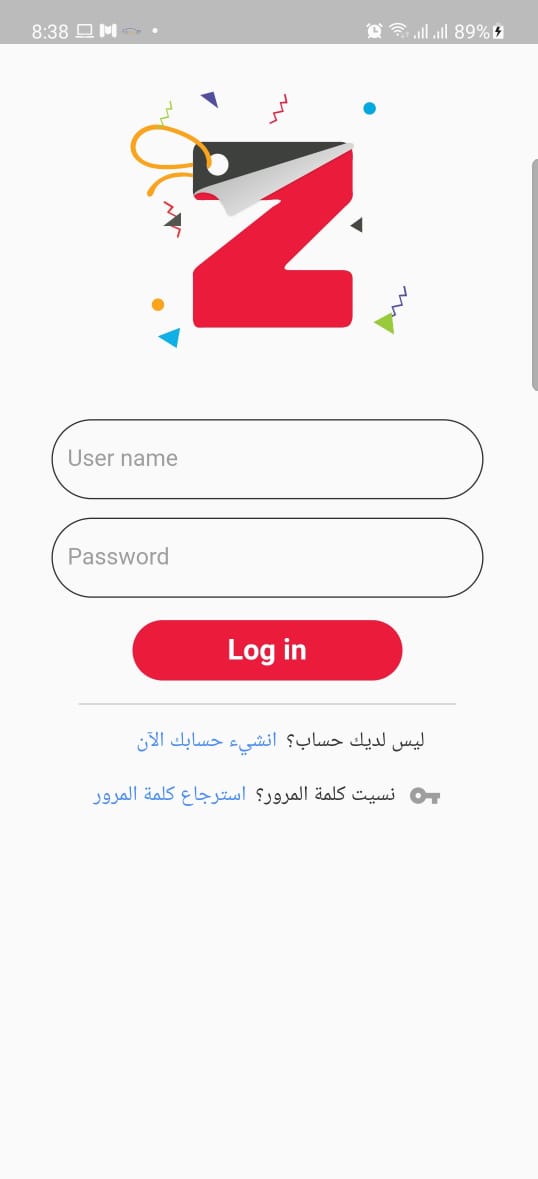 8:38 89%
Z
User name
Password
Log in
ليس لديك حساب؟ انشيء حسابك الآن
نسيت كلمة المرور؟ استرجاع كلمة المرور